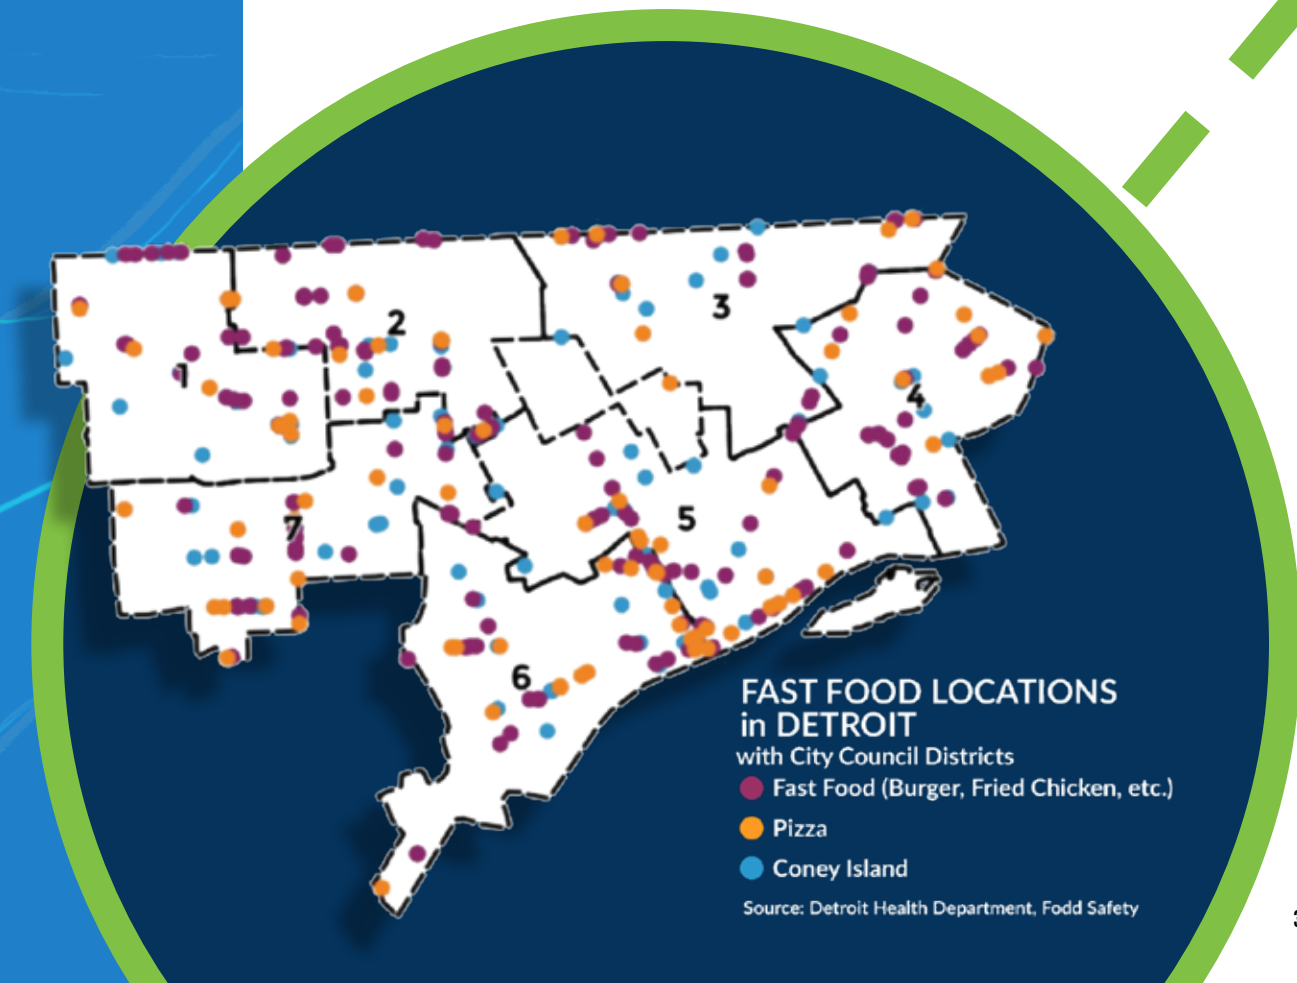 3
2
1
4
5
7
6
FAST FOOD LOCATIONS
in DETROIT
with City Council Districts
Fast Food (Burger, Fried Chicken, etc.)
Pizza
Coney Island
Source: Detroit Health Department, Fodd Safety